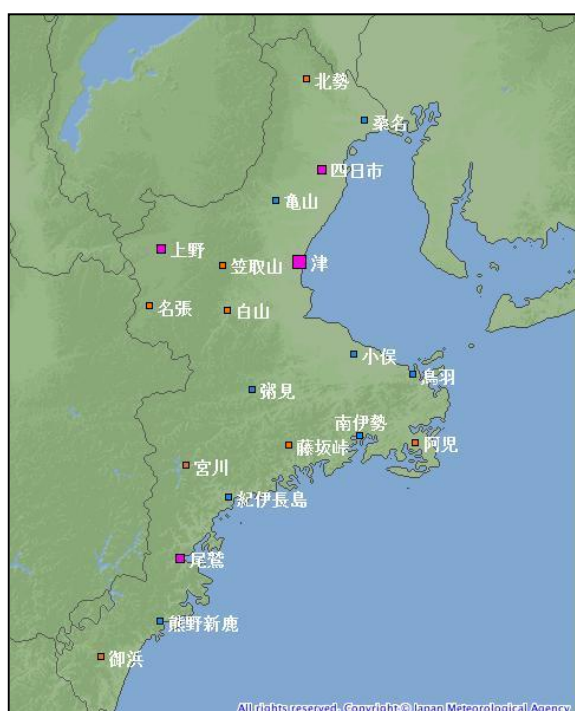 北勢
桑名
四日市
亀山
上野
笠取山
津
名張
白山
小俣
鳥羽
粥見
南伊勢
藤坂峠
阿児
宮川
紀伊長島
尾鷲
熊野新鹿
御浜
All rights reserved. Copyright © Japan Meteorological Agency